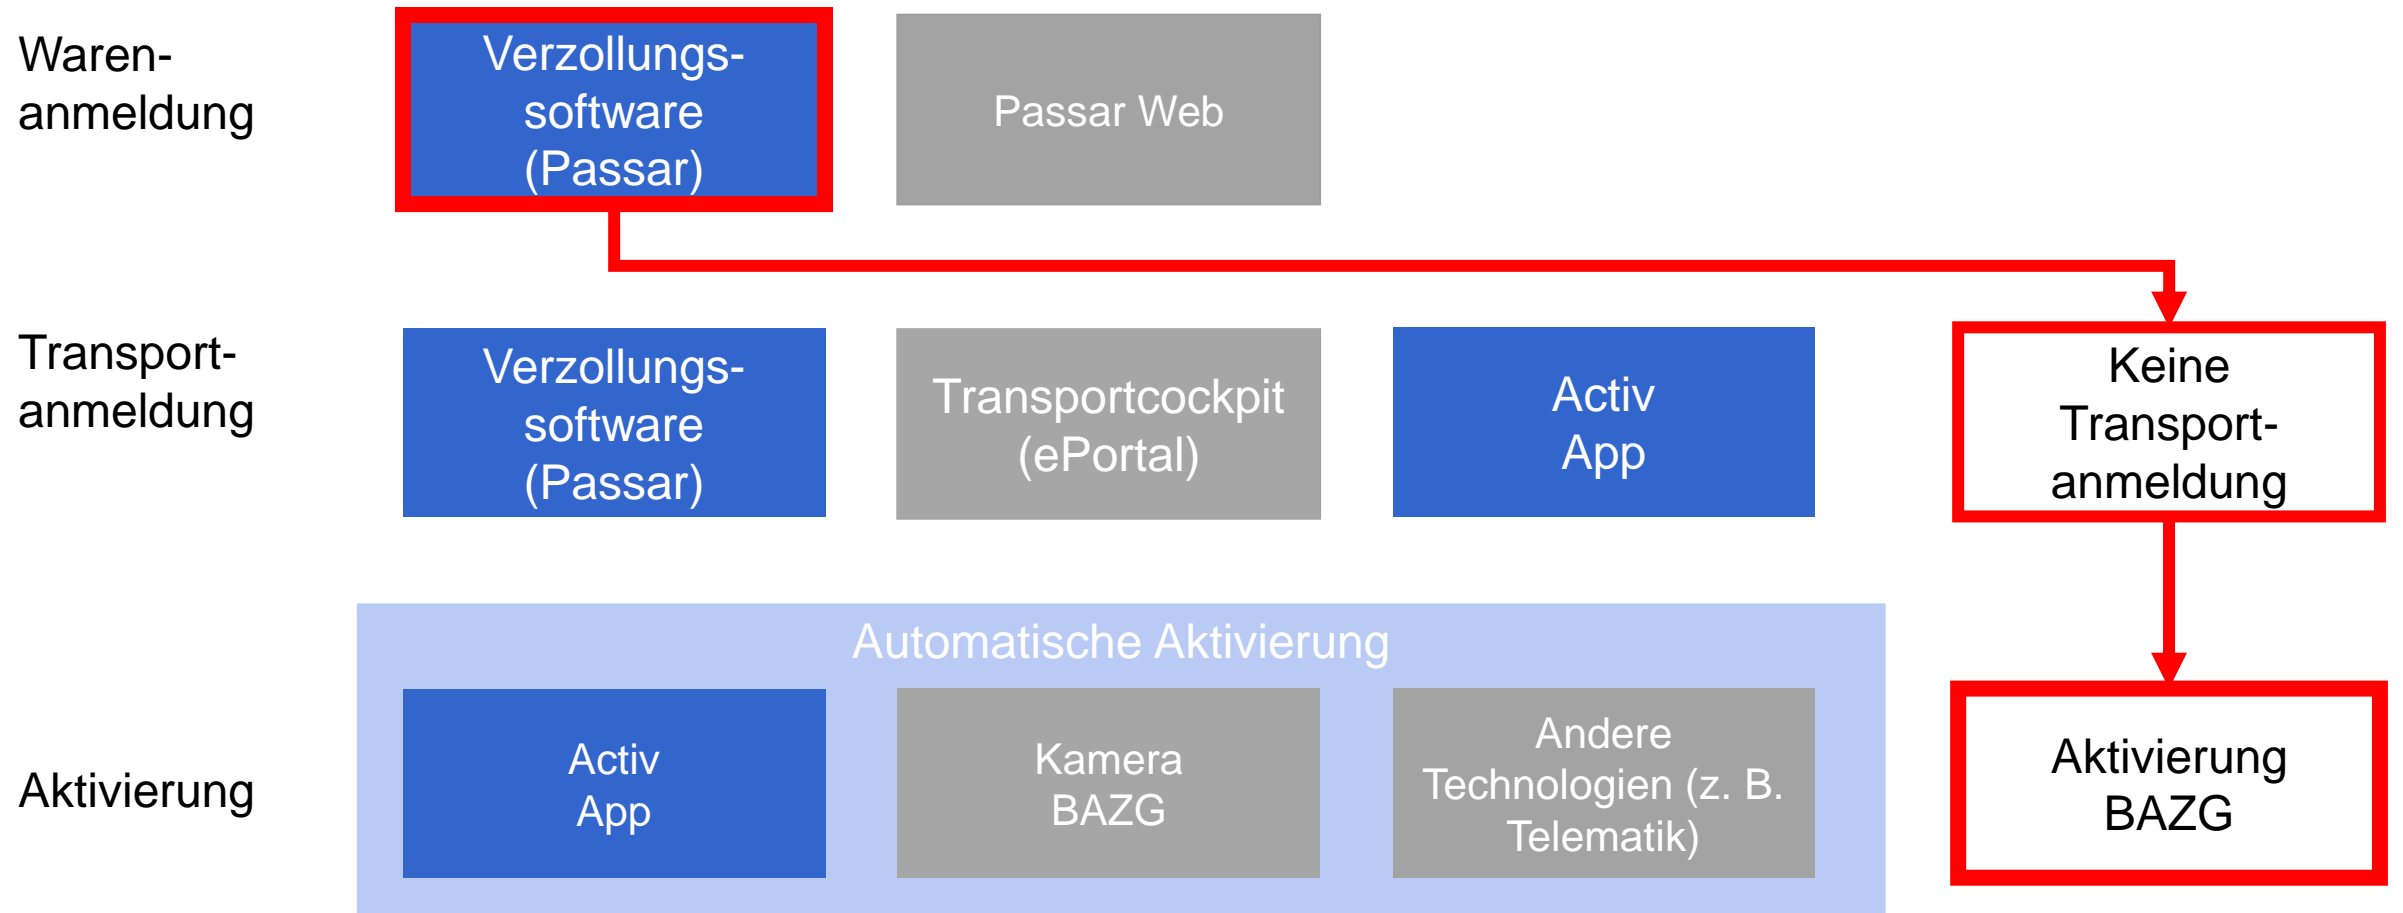 Waren-
anmeldung
Verzollungs-
software
(Passar)
Passar Web
Transport-
anmeldung
Verzollungs-
software
(Passar)
Transportcockpit
(ePortal)
Activ
App
Keine
Transport-
anmeldung
Automatische Aktivierung
Aktivierung
Activ
App
Kamera
BAZG
Andere
Technologien (z. B.
Telematik)
Aktivierung
BAZG